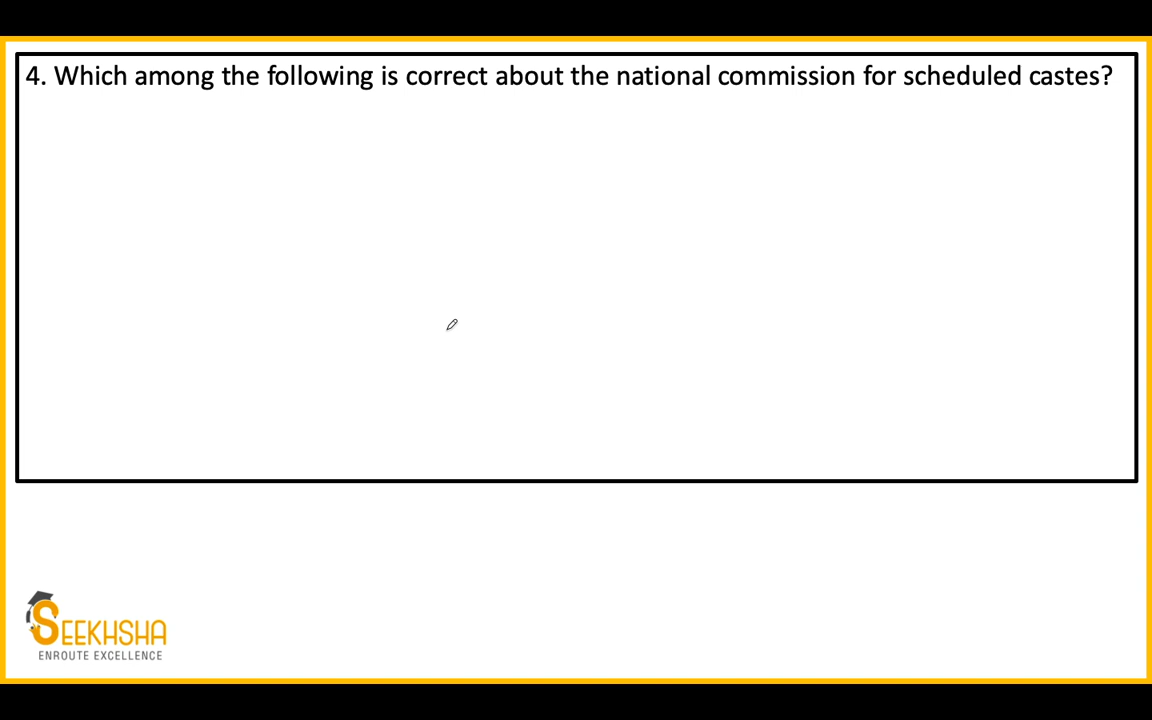 4. Which among the following is correct about the national commission for scheduled castes?
SEEKHSHA
ENROUTE EXCELLENCE